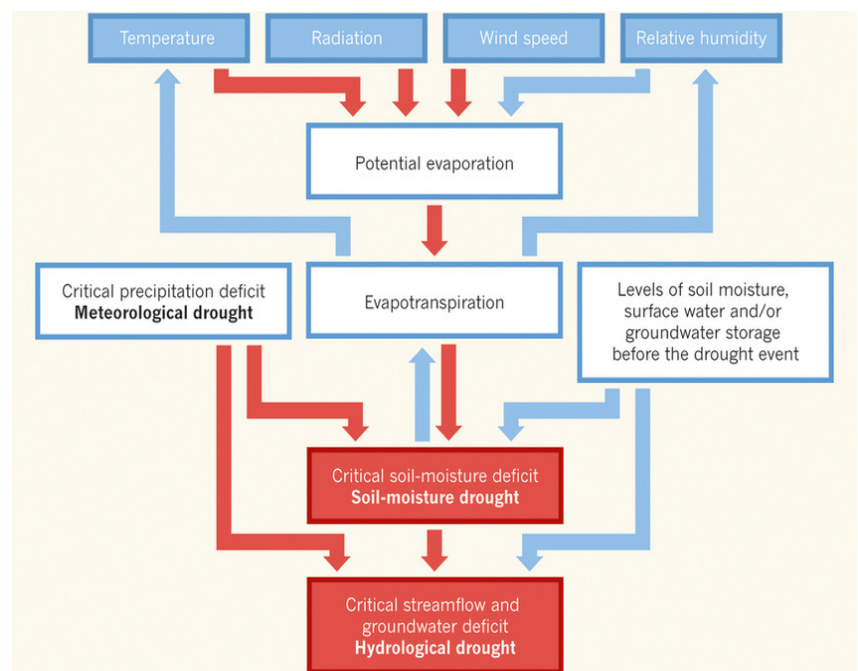 Temperature
Radiation
Wind speed
Relative humidity
Potential evaporation
Critical precipitation deficit
Meteorological drought
Evapotranspiration
Levels of soil moisture,
surface water and/or
groundwater storage
before the drought event
Critical soil-moisture deficit
Soil-moisture drought
Critical streamflow and
groundwater deficit
Hydrological drought